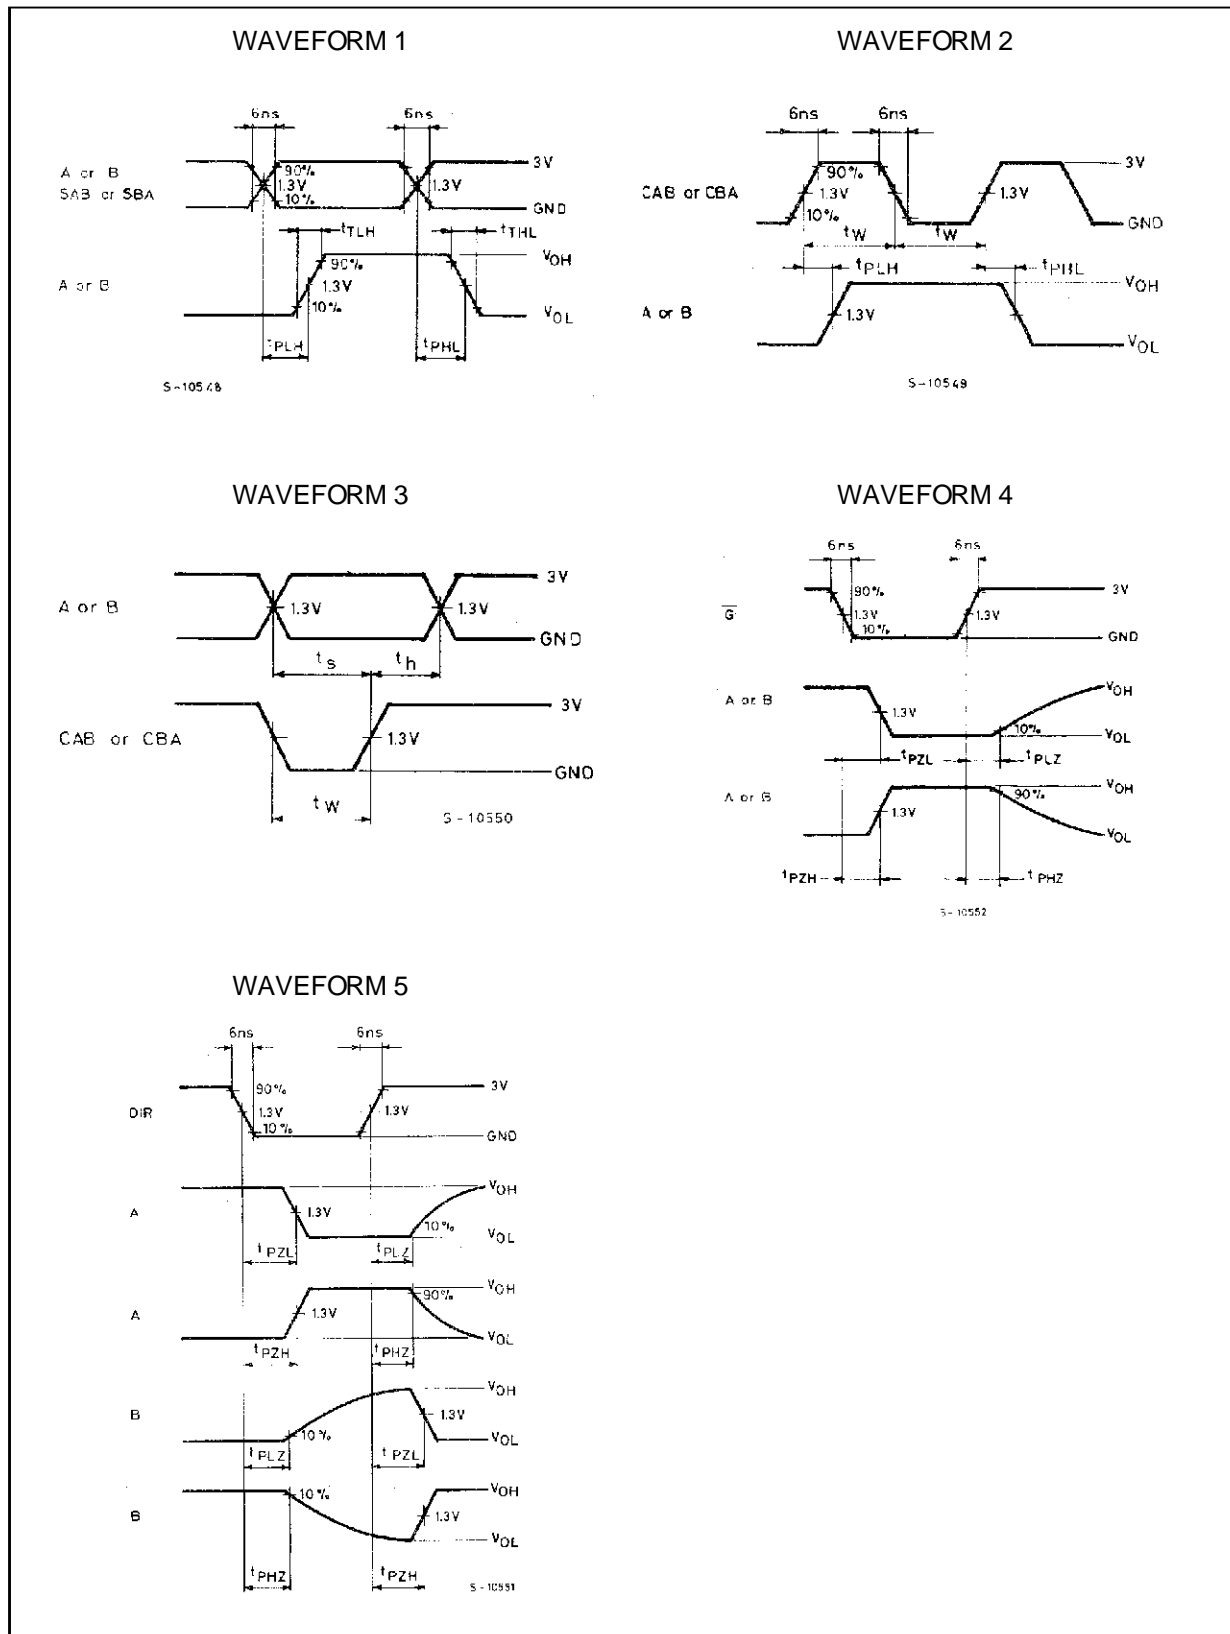 WAVEFORM 1
6ns
6ns
A or B
SAB or SBA
90%
1.3V
10%
1.3V
3V
GND
tTLH
tTHL
A or B
90%
1.3V
10%
VOH
VOL
tPLH
tPHL
S-10548
WAVEFORM 2
6ns
6ns
CAB or CBA
90%
1.3V
10%
1.3V
3V
GND
tW
tW
tPLH
tPHL
A or B
1.3V
VOH
VOL
S-10549
WAVEFORM 3
A or B
1.3V
1.3V
3V
GND
ts
th
CAB or CBA
1.3V
3V
GND
tW
S-10550
WAVEFORM 4
6ns
6ns
G
90%
1.3V
10%
1.3V
3V
GND
A or B
1.3V
10%
VOH
VOL
tPZL
tPLZ
A or B
1.3V
90%
VOH
VOL
tPZH
tPHZ
S-10552
WAVEFORM 5
6ns
6ns
DIR
90%
1.3V
10%
1.3V
3V
GND
A
1.3V
10%
VOH
VOL
tPZL
tPLZ
A
1.3V
90%
VOH
VOL
tPZH
tPHZ
B
10%
1.3V
VOH
VOL
tPLZ
tPZL
B
10%
1.3V
VOH
VOL
tPHZ
tPZH
S-10551